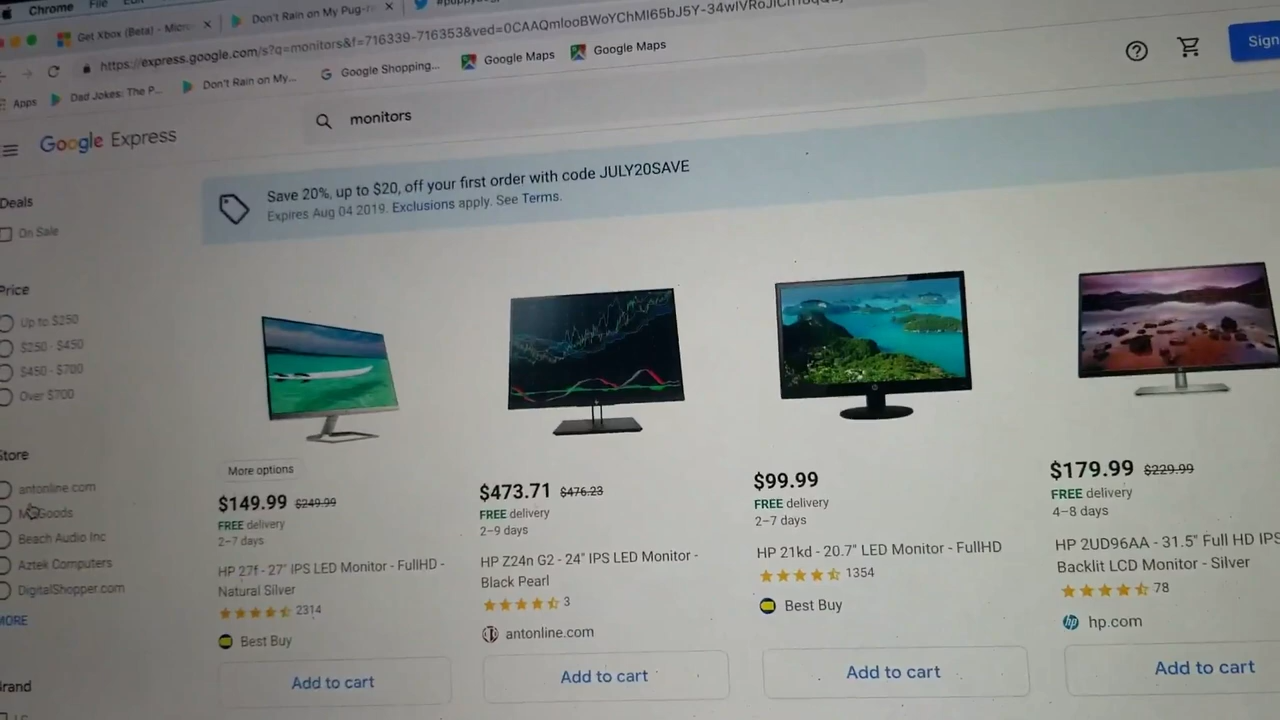 Chrome File
Get Xbox (Beta) - Micro
Don't Rain on My Pug-r
https://express.google.com/s?q=monitors&f=716339-716353&ved=
Apps
Dad Jokes: The P...
Don't Rain on My...
Google Shopping...
Google Maps
Google Maps
Sign
Google Express
monitors
Save 20%, up to $20, off your first order with code JULY20SAVE
Expires Aug 04 2019. Exclusions apply. See Terms.
Deals
On Sale
Price
Up to $250
$250 - $450
$450 - $700
Over $700
Store
antonline.com
Beach Audio Inc
Aztek Computers
DigitalShopper.com
MORE
Brand
More options
$149.99 $249.99
FREE delivery
2–7 days
HP 27f - 27" IPS LED Monitor - FullHD -
Natural Silver
2314
Best Buy
Add to cart
$473.71 $476.23
FREE delivery
2–9 days
HP Z24n G2 - 24" IPS LED Monitor -
Black Pearl
3
antonline.com
Add to cart
$99.99
FREE delivery
2–7 days
HP 21kd - 20.7" LED Monitor - FullHD
1354
Best Buy
Add to cart
$179.99 $229.99
FREE delivery
4–8 days
HP 2UD96AA - 31.5" Full HD IPS
Backlit LCD Monitor - Silver
78
hp hp.com
Add to cart